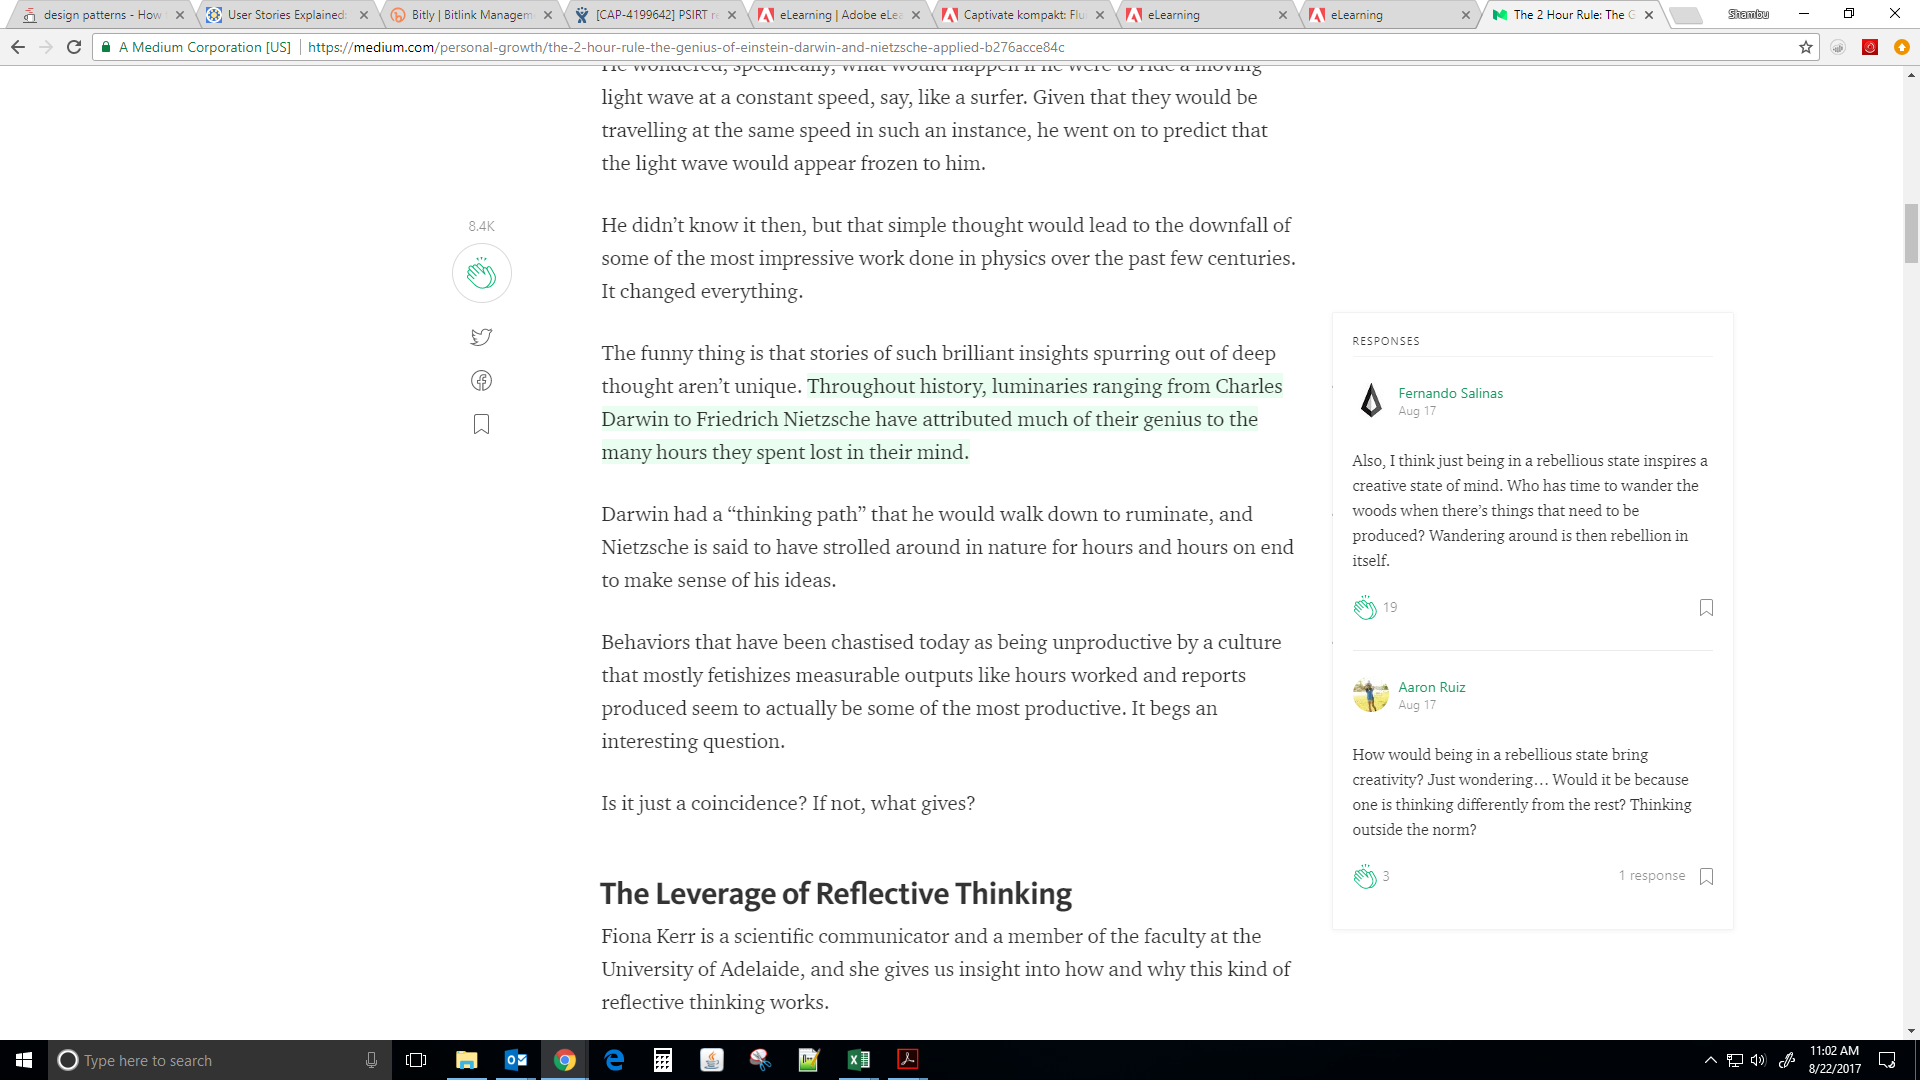 design patterns - How
User Stories Explained:
Bitly | Bitlink Managem
[CAP-4199642] PSIRT re
eLearning | Adobe eLea
Captivate kompakt: Flu
eLearning
eLearning
The 2 Hour Rule: The G
Shambu
A Medium Corporation [US]
https://medium.com/personal-growth/the-2-hour-rule-the-genius-of-einstein-darwin-and-nietzsche-applied-b276acce84c
He wondered, specifically, what would happen if he were to ride a moving
light wave at a constant speed, say, like a surfer. Given that they would be
travelling at the same speed in such an instance, he went on to predict that
the light wave would appear frozen to him.
8.4K
He didn’t know it then, but that simple thought would lead to the downfall of
some of the most impressive work done in physics over the past few centuries.
It changed everything.
The funny thing is that stories of such brilliant insights spurring out of deep
thought aren’t unique. Throughout history, luminaries ranging from Charles
Darwin to Friedrich Nietzsche have attributed much of their genius to the
many hours they spent lost in their mind.
Darwin had a “thinking path” that he would walk down to ruminate, and
Nietzsche is said to have strolled around in nature for hours and hours on end
to make sense of his ideas.
Behaviors that have been chastised today as being unproductive by a culture
that mostly fetishizes measurable outputs like hours worked and reports
produced seem to actually be some of the most productive. It begs an
interesting question.
Is it just a coincidence? If not, what gives?
The Leverage of Reflective Thinking
Fiona Kerr is a scientific communicator and a member of the faculty at the
University of Adelaide, and she gives us insight into how and why this kind of
reflective thinking works.
RESPONSES
Fernando Salinas
Aug 17
Also, I think just being in a rebellious state inspires a
creative state of mind. Who has time to wander the
woods when there’s things that need to be
produced? Wandering around is then rebellion in
itself.
19
Aaron Ruiz
Aug 17
How would being in a rebellious state bring
creativity? Just wondering… Would it be because
one is thinking differently from the rest? Thinking
outside the norm?
3
1 response
Type here to search
11:02 AM
8/22/2017